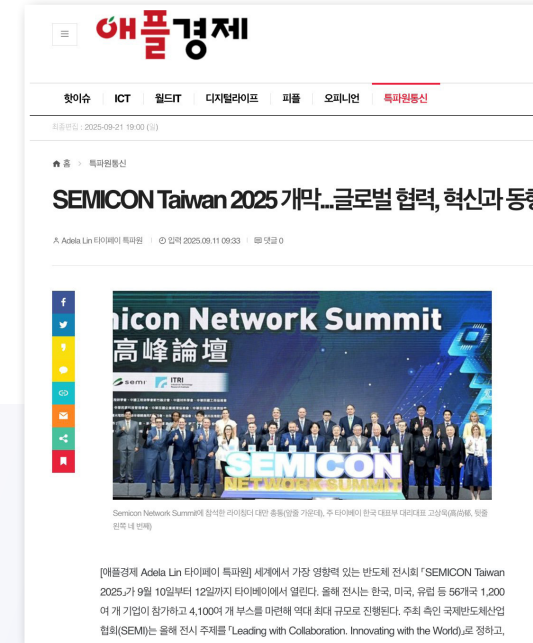 애플경제
핫이슈 ICT 월드IT 디지털라이프 피플 오피니언 특파원통신
최종편집 : 2025-09-21 19:00 (일)
홈 > 특파원통신
SEMICON Taiwan 2025 개막...글로벌 협력, 혁신과 동행
Adela Lin 타이페이 특파원 입력 2025.09.11 09:33 댓글 0
icon Network Summit
高峰論壇
semi ITRI
SEMICON
NETWORK SUMMIT
Semicon Network Summit에 참석한 라이칭더 대만 총통(앞줄 가운데), 주 타이베이 한국 대표부 대리대표 고상욱(高尚郁, 뒷줄
왼쪽 네 번째)
[애플경제 Adela Lin 타이페이 특파원] 세계에서 가장 영향력 있는 반도체 전시회 「SEMICON Taiwan
2025」가 9월 10일부터 12일까지 타이베이에서 열린다. 올해 전시는 한국, 미국, 유럽 등 56개국 1,200
여 개 기업이 참가하고 4,100여 개 부스를 마련해 역대 최대 규모로 진행된다. 주최 측인 국제반도체산업
협회(SEMI)는 올해 전시 주제를 「Leading with Collaboration. Innovating with the World」로 정하고,